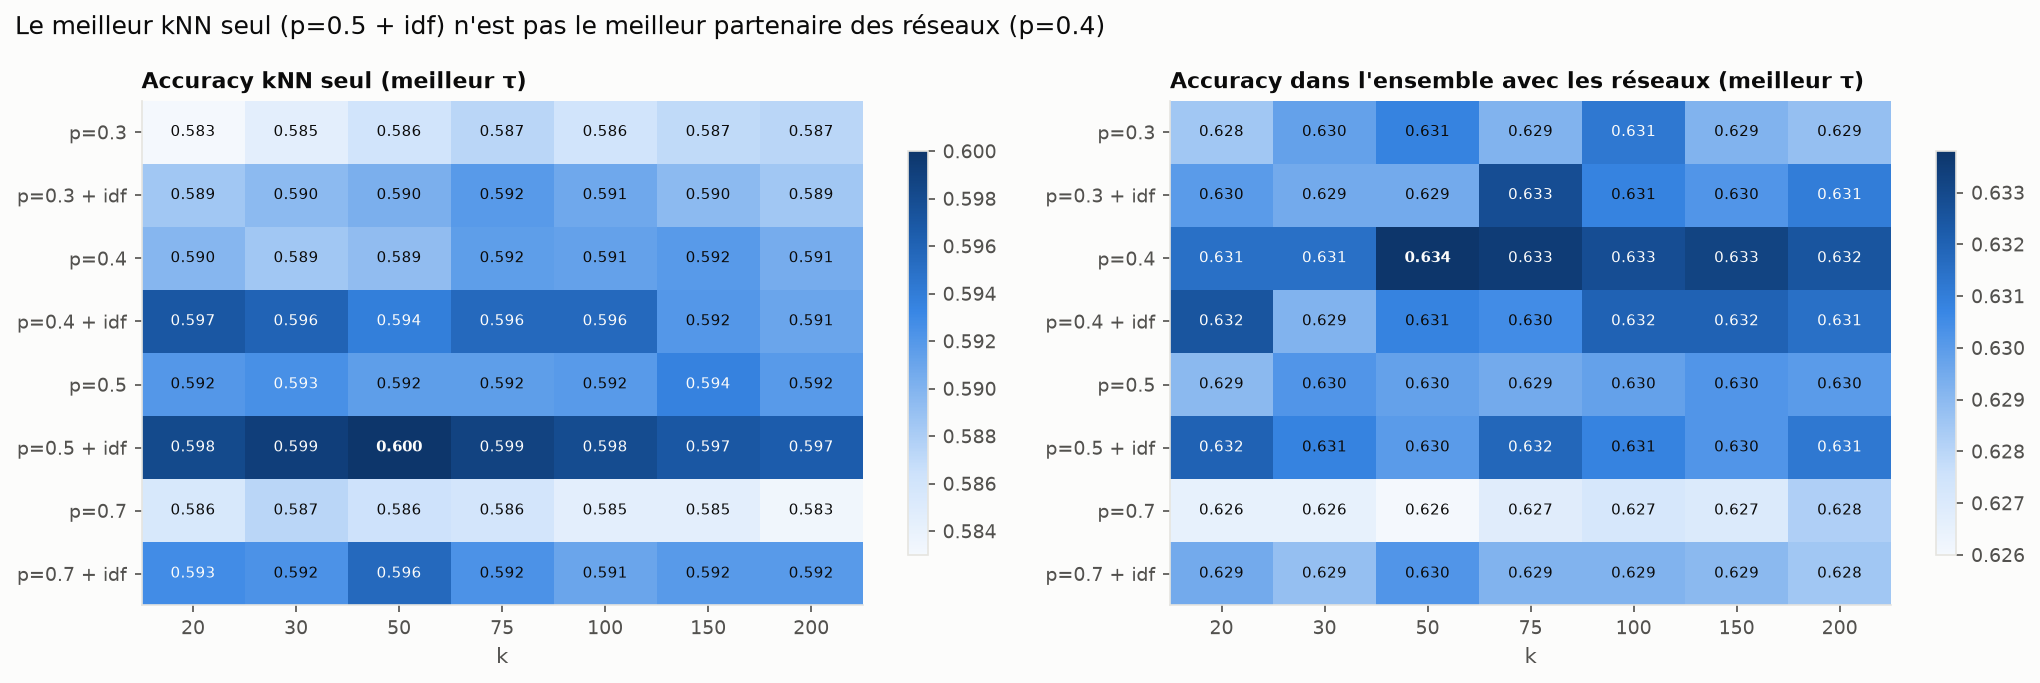 Le meilleur kNN seul (p=0.5 + idf) n'est pas le meilleur partenaire des réseaux (p=0.4)
Accuracy kNN seul (meilleur τ)
p=0.3 0.583 0.585 0.586 0.587 0.586 0.587 0.587
p=0.3 + idf 0.589 0.590 0.590 0.592 0.591 0.590 0.589
p=0.4 0.590 0.589 0.589 0.592 0.591 0.592 0.591
p=0.4 + idf 0.597 0.596 0.594 0.596 0.596 0.592 0.591
p=0.5 0.592 0.593 0.592 0.592 0.592 0.594 0.592
p=0.5 + idf 0.598 0.599 0.600 0.599 0.598 0.597 0.597
p=0.7 0.586 0.587 0.586 0.586 0.585 0.585 0.583
p=0.7 + idf 0.593 0.592 0.596 0.592 0.591 0.592 0.592
20 30 50 75 100 150 200
k
0.600
0.598
0.596
0.594
0.592
0.590
0.588
0.586
0.584
Accuracy dans l'ensemble avec les réseaux (meilleur τ)
p=0.3 0.628 0.630 0.631 0.629 0.631 0.629 0.629
p=0.3 + idf 0.630 0.629 0.629 0.633 0.631 0.630 0.631
p=0.4 0.631 0.631 0.634 0.633 0.633 0.633 0.632
p=0.4 + idf 0.632 0.629 0.631 0.630 0.632 0.632 0.631
p=0.5 0.629 0.630 0.630 0.629 0.630 0.630 0.630
p=0.5 + idf 0.632 0.631 0.630 0.632 0.631 0.630 0.631
p=0.7 0.626 0.626 0.626 0.627 0.627 0.627 0.628
p=0.7 + idf 0.629 0.629 0.630 0.629 0.629 0.629 0.628
20 30 50 75 100 150 200
k
0.633
0.632
0.631
0.630
0.629
0.628
0.627
0.626